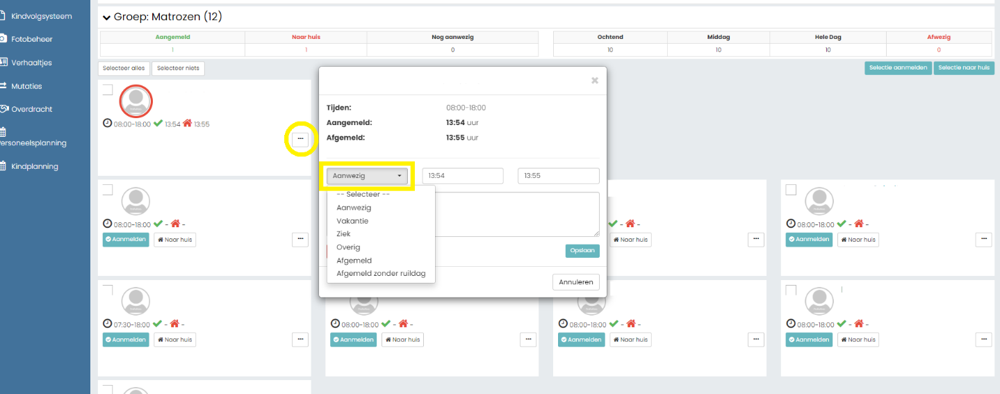 Kindvolgsysteem
Fotobeheer
Verhaaltjes
Mutaties
Overdracht
Personeelsplanning
Kindplanning
Groep: Matrozen (12)
Aangemeld Naar huis Nog aanwezig Ochtend Middag Hele Dag Afwezig
1 1 0 10 10 10 0
Selecteer alles Selecteer niets Selectie aanmelden Selectie naar huis
08:00-18:00 13:54 13:55
...
×
Tijden: 08:00-18:00
Aangemeld: 13:54 uur
Afgemeld: 13:55 uur
Aanwezig 13:54 13:55
-- Selecteer --
Aanwezig
Vakantie
Ziek
Overig
Afgemeld
Afgemeld zonder ruildag
Opslaan
Annuleren
08:00-18:00 - - - - 08:00-18:00 - -
Aanmelden Naar huis ... Naar huis ... Aanmelden Naar huis ...
07:30-18:00 - - 08:00-18:00 - - 08:00-18:00 - - 08:00-18:00 - -
Aanmelden Naar huis ... Aanmelden Naar huis ... Aanmelden Naar huis ... Aanmelden Naar huis ...